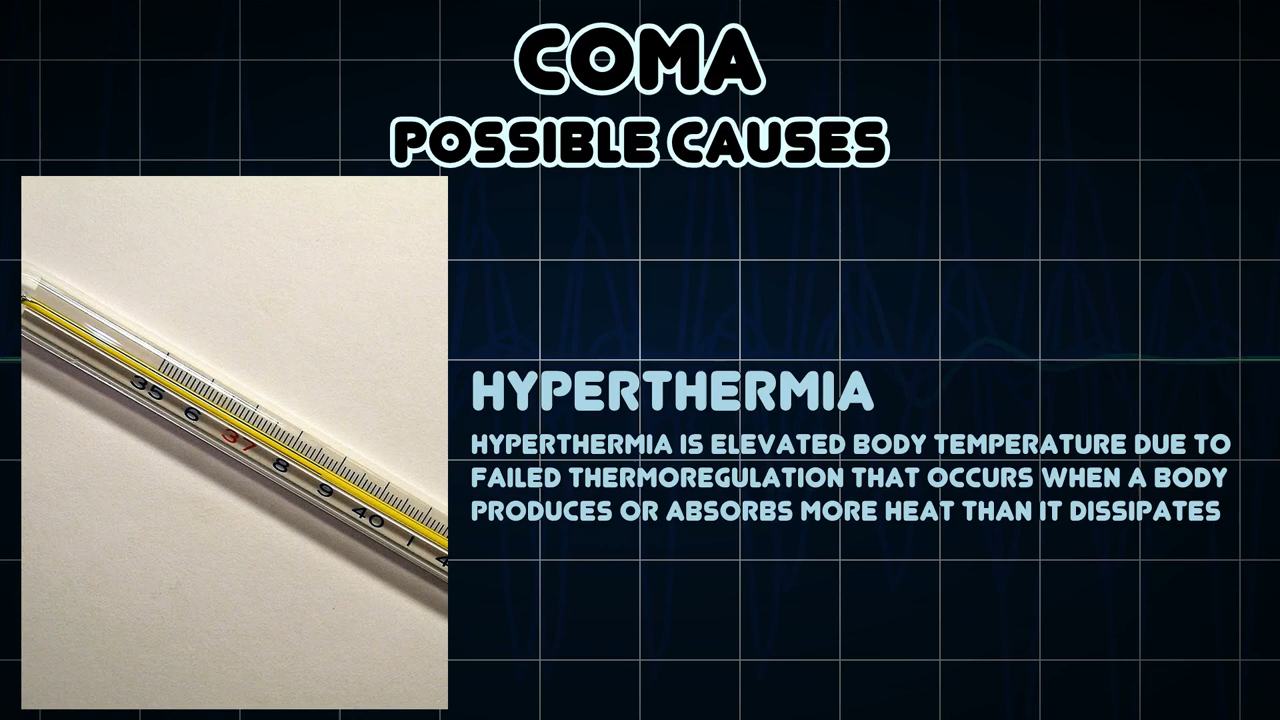 COMA
POSSIBLE CAUSES
35 6 37 8 9 40 1
HYPERTHERMIA
HYPERTHERMIA IS ELEVATED BODY TEMPERATURE DUE TO
FAILED THERMOREGULATION THAT OCCURS WHEN A BODY
PRODUCES OR ABSORBS MORE HEAT THAN IT DISSIPATES